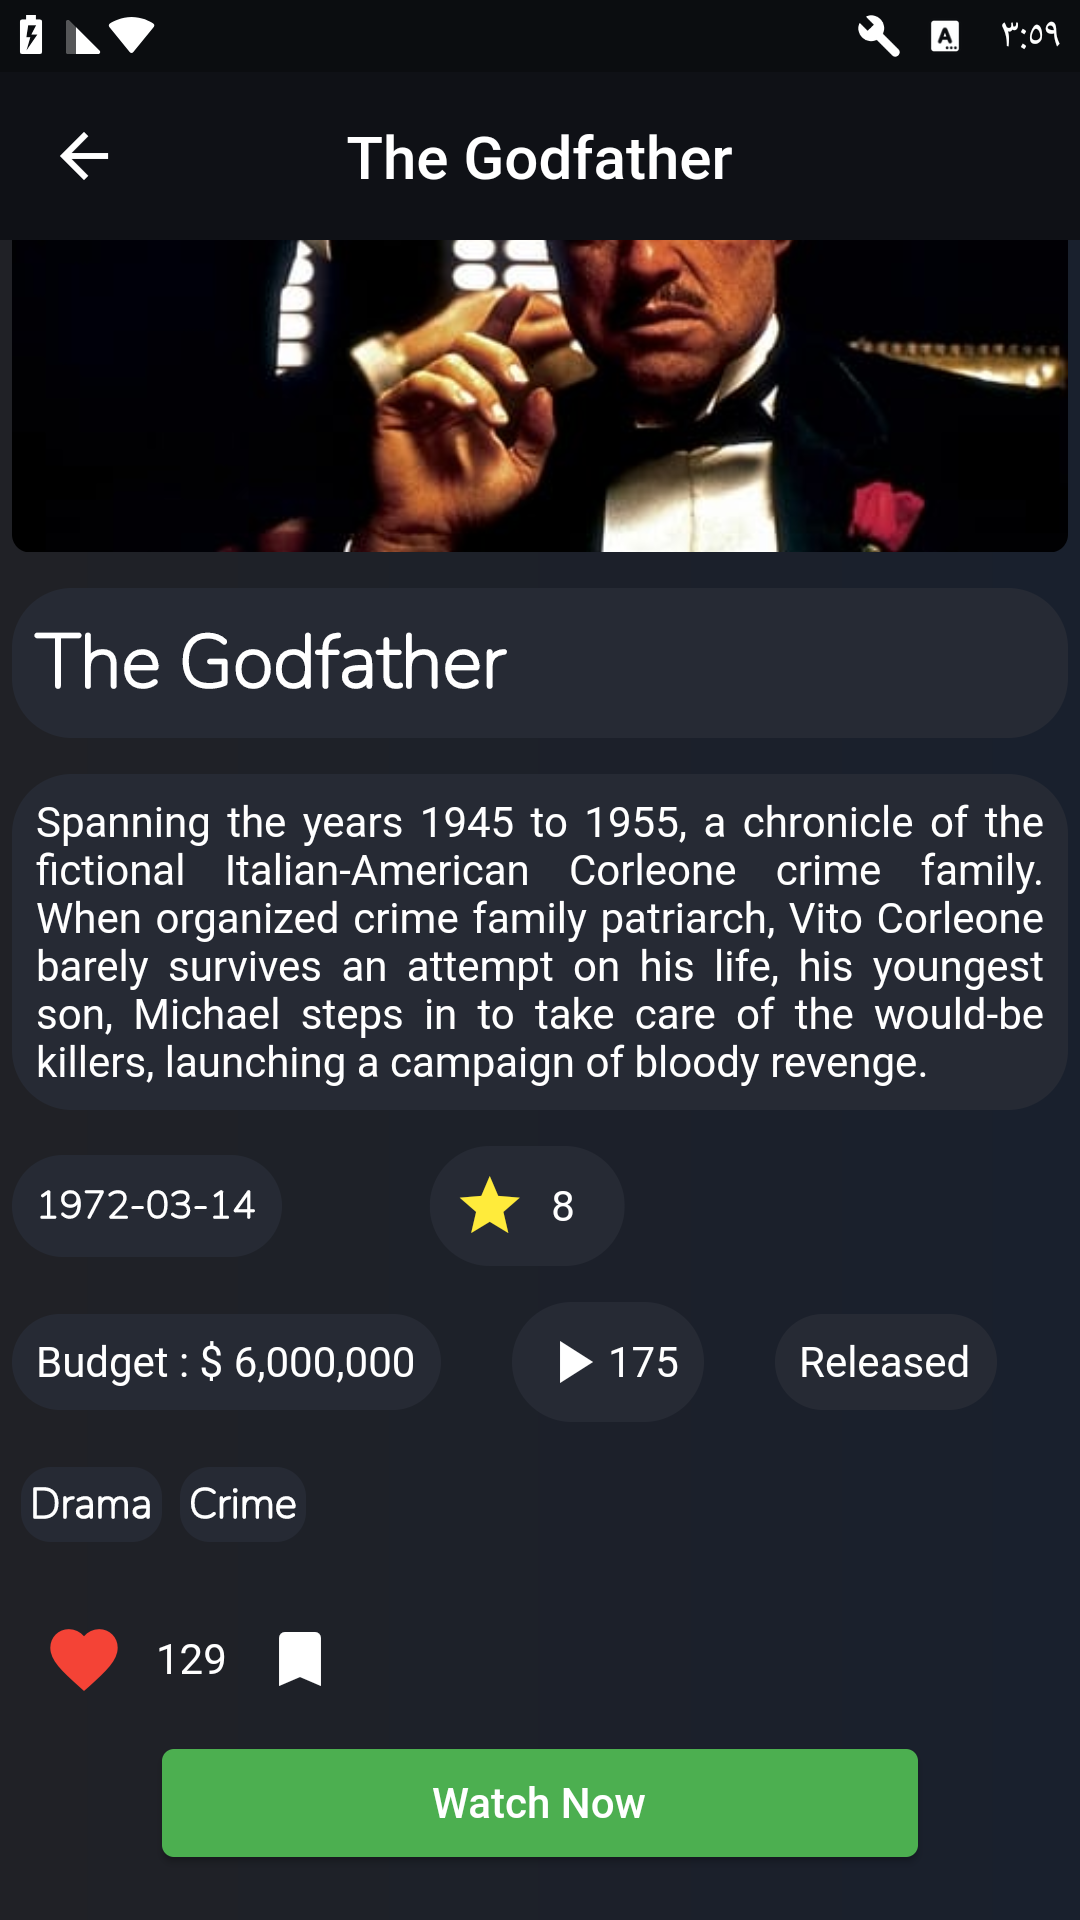 ٣:٥٩
The Godfather
The Godfather
Spanning the years 1945 to 1955, a chronicle of the
fictional Italian-American Corleone crime family.
When organized crime family patriarch, Vito Corleone
barely survives an attempt on his life, his youngest
son, Michael steps in to take care of the would-be
killers, launching a campaign of bloody revenge.
1972-03-14 8
Budget : $ 6,000,000 175 Released
Drama Crime
129
Watch Now